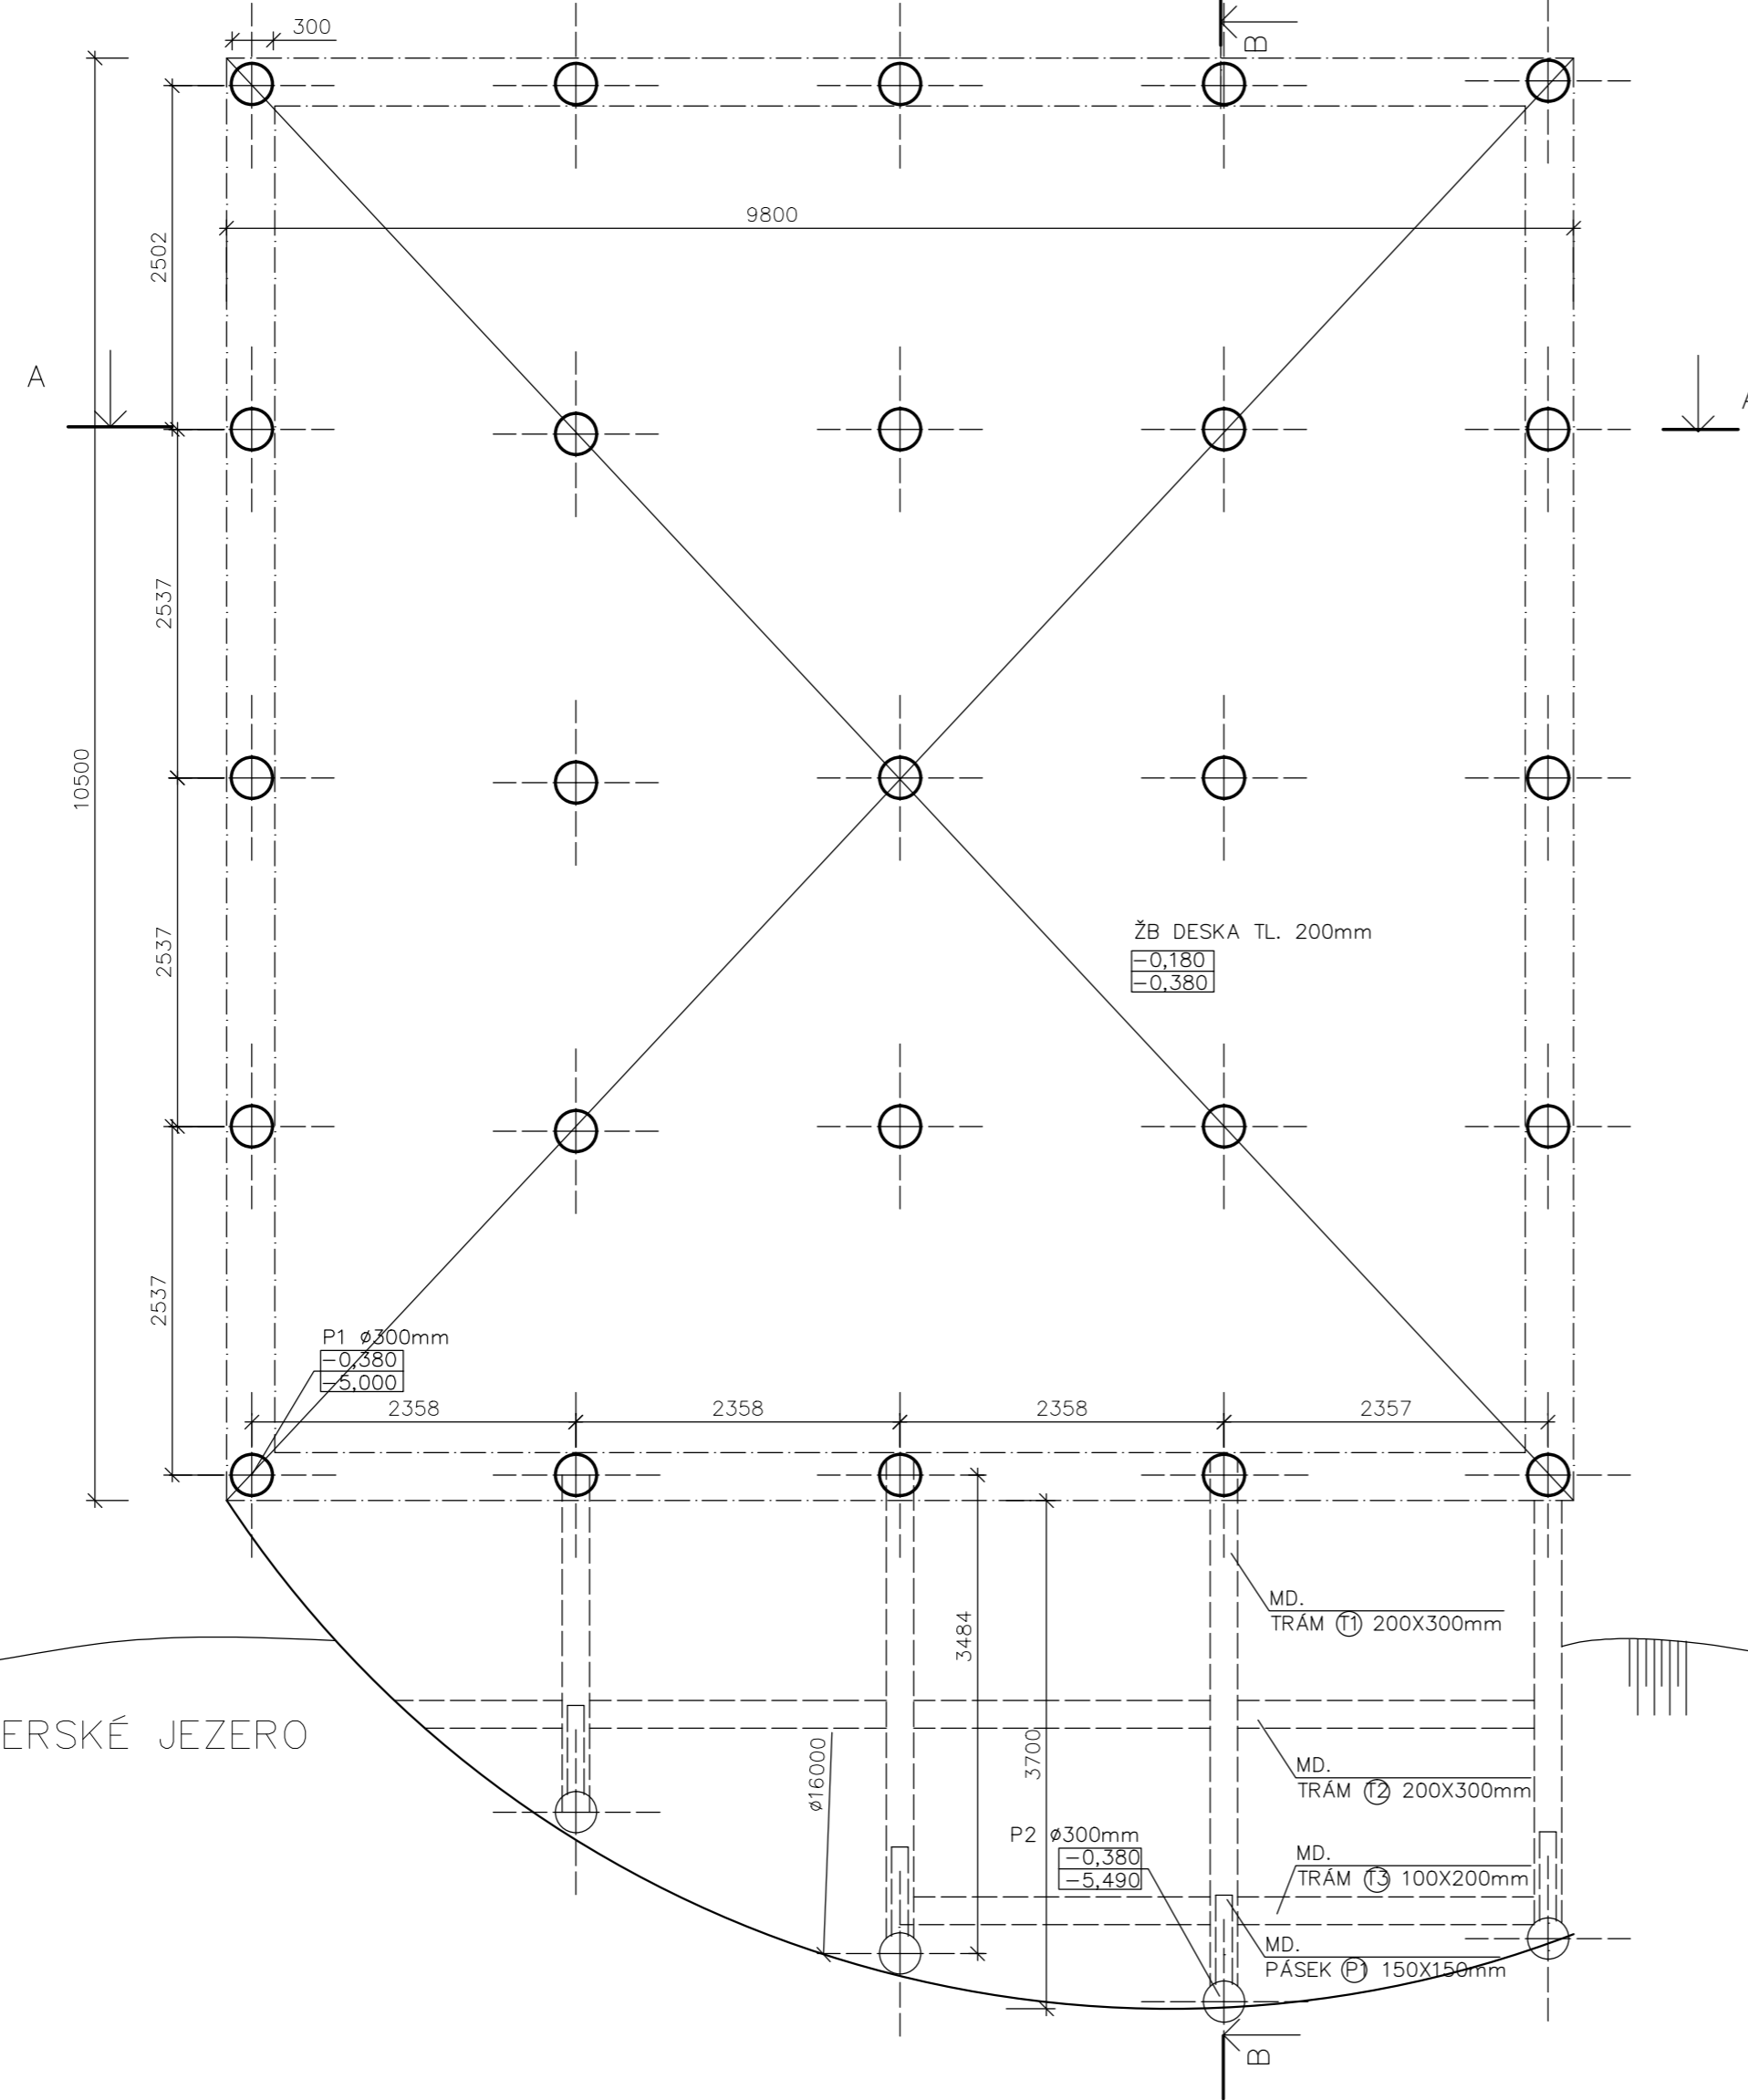 300
B
9800
2502
A
2537
10500
2537
ŽB DESKA TL. 200mm
-0,180
-0,380
2537
P1 ø300mm
-0,380
-5,000
2358
2358
2358
2357
MD.
TRÁM T1 200X300mm
3484
ERSKÉ JEZERO
ø16000
3700
MD.
TRÁM T2 200X300mm
P2 ø300mm
-0,380
-5,490
MD.
TRÁM T3 100X200mm
MD.
PÁSEK P1 150X150mm
B